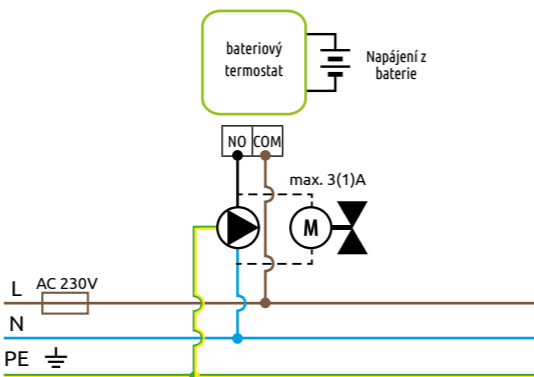 bateriový
termostat
Napájení z
baterie
NO COM
max. 3(1)A
M
L AC 230V
N
PE